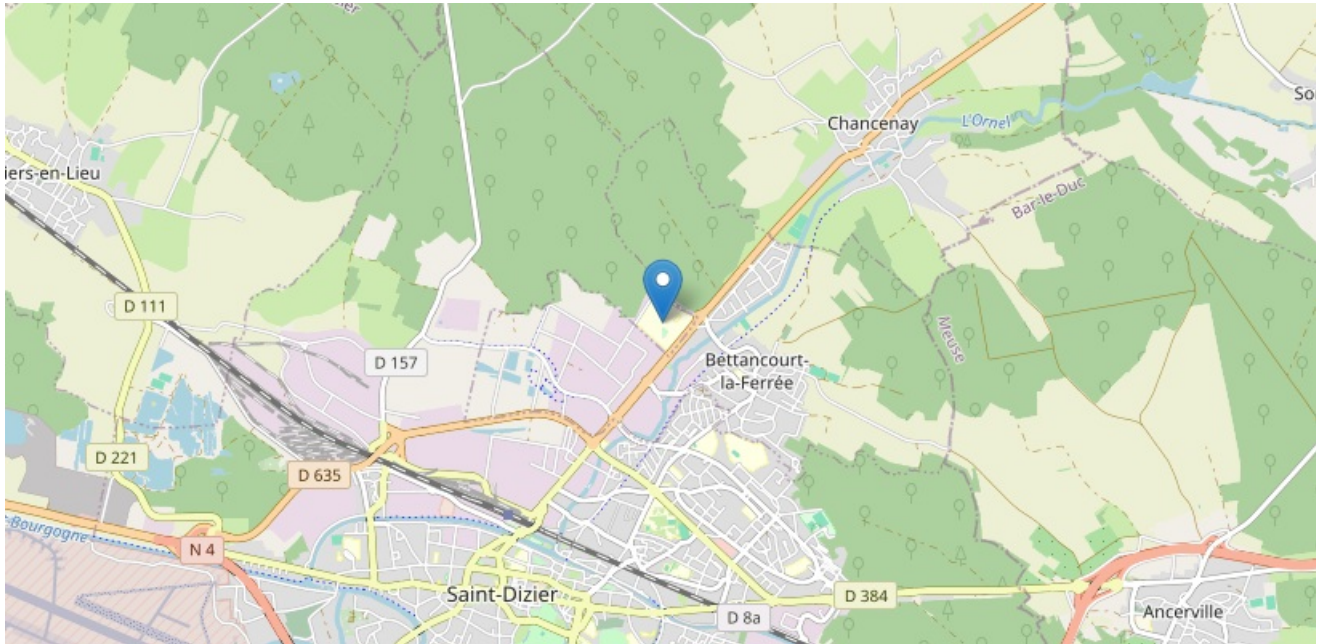 Chancenay
L'Ornel
iers-en-Lieu
Bar-le-Duc
D 111
Meuse
D 157
Bettancourt-
la-Ferrée
D 221
D 635
-Bourgogne
N 4
Saint-Dizier
D 384
D 8a
Ancerville